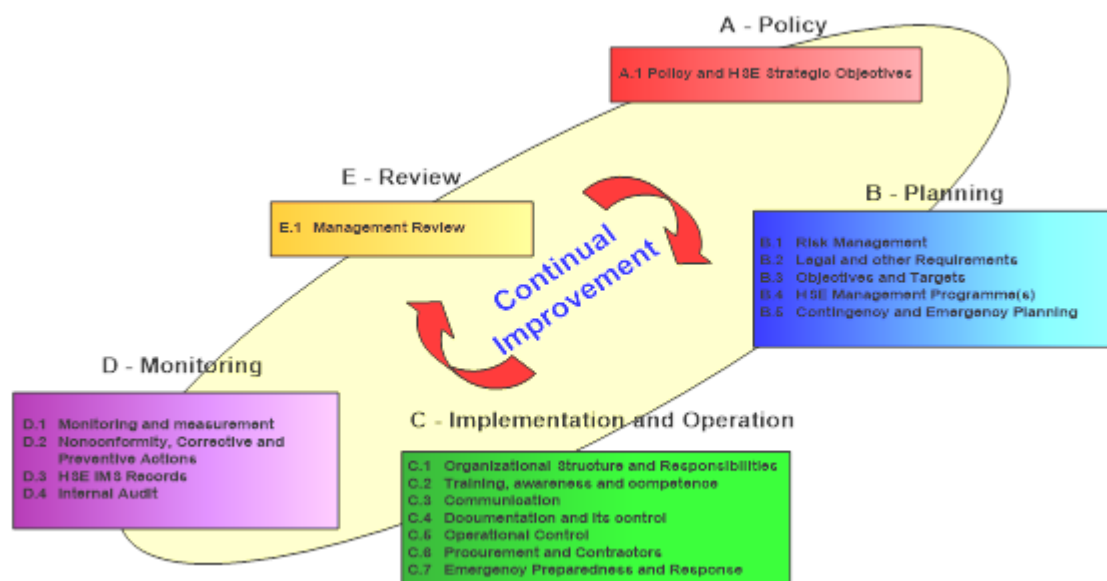 A - Policy
A.1 Policy and HSE Strategic Objectives
E - Review
E.1 Management Review
B - Planning
B.1 Risk Management
B.2 Legal and other Requirements
B.3 Objectives and Targets
B.4 HSE Management Programme(s)
B.5 Contingency and Emergency Planning
Continual
Improvement
D - Monitoring
D.1 Monitoring and measurement
D.2 Nonconformity, Corrective and
Preventive Actions
D.3 HSE IMS Records
D.4 Internal Audit
C - Implementation and Operation
C.1 Organizational Structure and Responsibilities
C.2 Training, awareness and competence
C.3 Communication
C.4 Documentation and its control
C.5 Operational Control
C.6 Procurement and Contractors
C.7 Emergency Preparedness and Response